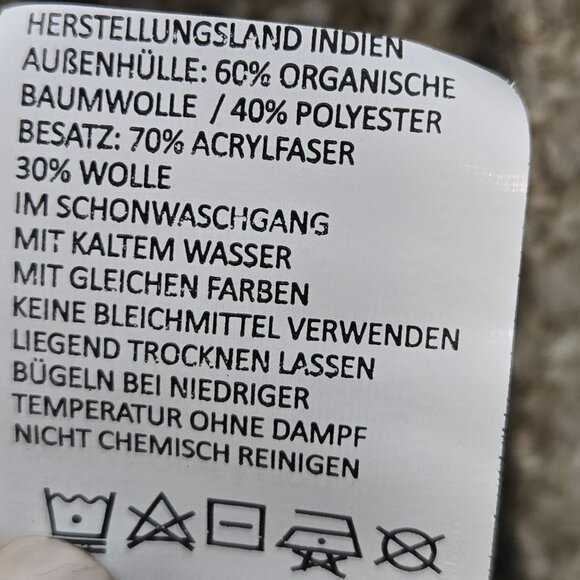 HERSTELLUNGSLAND INDIEN
AUßENHÜLLE: 60% ORGANISCHE
BAUMWOLLE / 40% POLYESTER
BESATZ: 70% ACRYLFASER
30% WOLLE
IM SCHONWASCHGANG
MIT KALTEM WASSER
MIT GLEICHEN FARBEN
KEINE BLEICHMITTEL VERWENDEN
LIEGEND TROCKNEN LASSEN
BÜGELN BEI NIEDRIGER
TEMPERATUR OHNE DAMPF
NICHT CHEMISCH REINIGEN